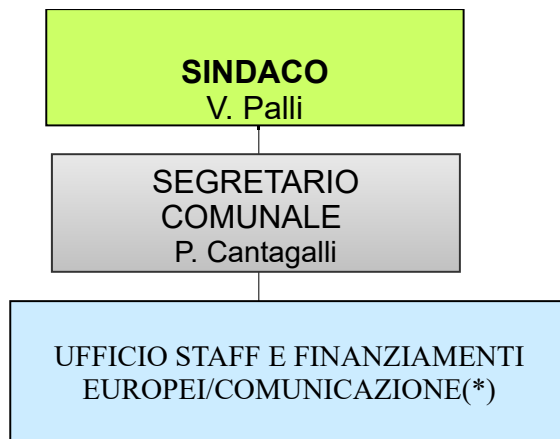 SINDACO
V. Palli
SEGRETARIO
COMUNALE
P. Cantagalli
UFFICIO STAFF E FINANZIAMENTI
EUROPEI/COMUNICAZIONE(*)